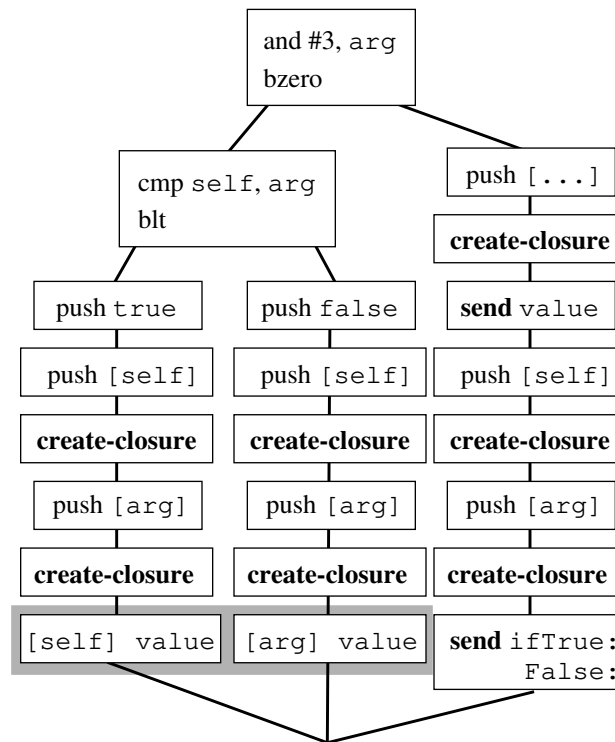 and #3, arg
bzero
cmp self, arg
blt
push [...]
create-closure
push true
push false
send value
push [self]
push [self]
push [self]
create-closure
create-closure
create-closure
push [arg]
push [arg]
push [arg]
create-closure
create-closure
create-closure
[self] value
[arg] value
send ifTrue:
False: